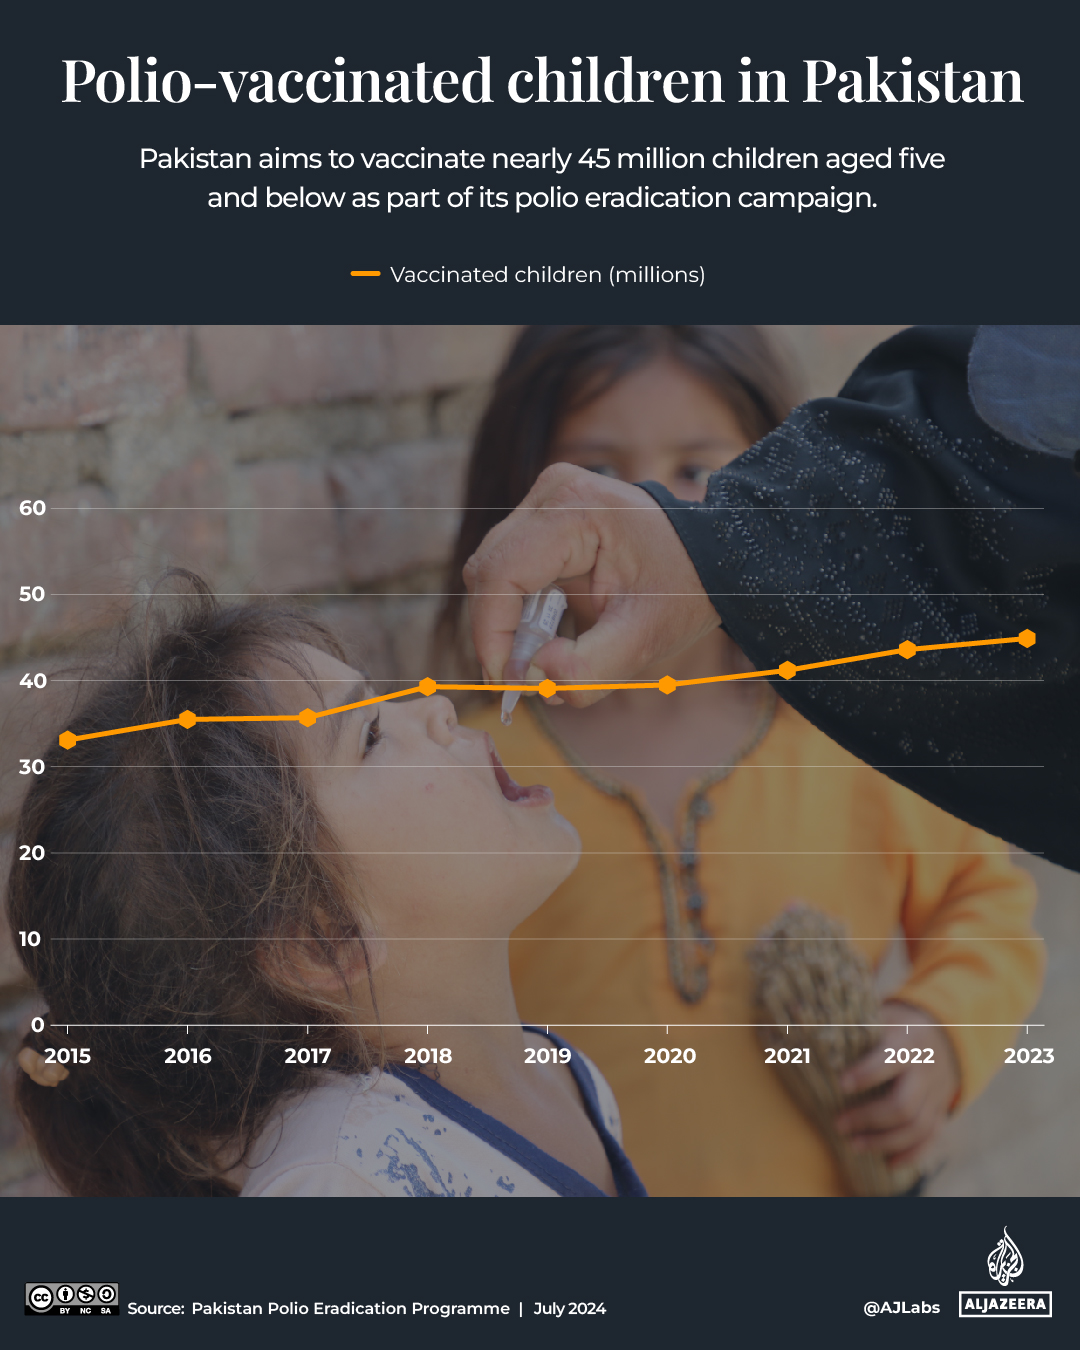 Polio-vaccinated children in Pakistan
Pakistan aims to vaccinate nearly 45 million children aged five
and below as part of its polio eradication campaign.
Vaccinated children (millions)
60
50
40
30
20
10
0
2015 2016 2017 2018 2019 2020 2021 2022 2023
cc BY NC SA
Source: Pakistan Polio Eradication Programme | July 2024
@AJLabs
ALJAZEERA